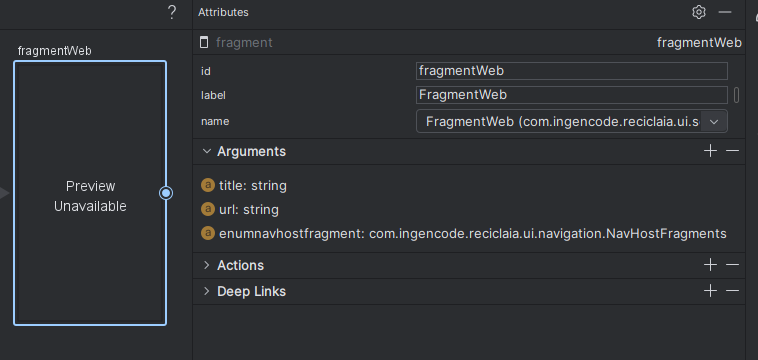 ?
Attributes
fragmentWeb
fragment
fragmentWeb
id
fragmentWeb
label
FragmentWeb
name
FragmentWeb (com.ingencode.reciclaia.ui.s
Arguments
Preview
Unavailable
a title: string
a url: string
a enumnavhostfragment: com.ingencode.reciclaia.ui.navigation.NavHostFragments
Actions
Deep Links